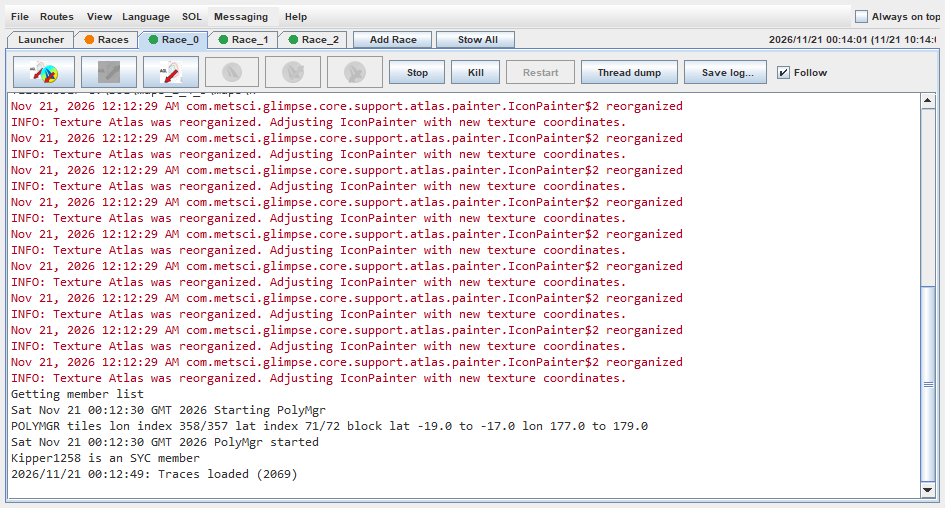 File Routes View Language SOL Messaging Help Always on top
Launcher Races Race_0 Race_1 Race_2 Add Race Stow All 2026/11/21 00:14:01 (11/21 10:14:
Stop Kill Restart Thread dump Save log... Follow
Nov 21, 2026 12:12:29 AM com.metsci.glimpse.core.support.atlas.painter.IconPainter$2 reorganized
INFO: Texture Atlas was reorganized. Adjusting IconPainter with new texture coordinates.
Nov 21, 2026 12:12:29 AM com.metsci.glimpse.core.support.atlas.painter.IconPainter$2 reorganized
INFO: Texture Atlas was reorganized. Adjusting IconPainter with new texture coordinates.
Nov 21, 2026 12:12:29 AM com.metsci.glimpse.core.support.atlas.painter.IconPainter$2 reorganized
INFO: Texture Atlas was reorganized. Adjusting IconPainter with new texture coordinates.
Nov 21, 2026 12:12:29 AM com.metsci.glimpse.core.support.atlas.painter.IconPainter$2 reorganized
INFO: Texture Atlas was reorganized. Adjusting IconPainter with new texture coordinates.
Nov 21, 2026 12:12:29 AM com.metsci.glimpse.core.support.atlas.painter.IconPainter$2 reorganized
INFO: Texture Atlas was reorganized. Adjusting IconPainter with new texture coordinates.
Nov 21, 2026 12:12:29 AM com.metsci.glimpse.core.support.atlas.painter.IconPainter$2 reorganized
INFO: Texture Atlas was reorganized. Adjusting IconPainter with new texture coordinates.
Nov 21, 2026 12:12:29 AM com.metsci.glimpse.core.support.atlas.painter.IconPainter$2 reorganized
INFO: Texture Atlas was reorganized. Adjusting IconPainter with new texture coordinates.
Nov 21, 2026 12:12:29 AM com.metsci.glimpse.core.support.atlas.painter.IconPainter$2 reorganized
INFO: Texture Atlas was reorganized. Adjusting IconPainter with new texture coordinates.
Nov 21, 2026 12:12:29 AM com.metsci.glimpse.core.support.atlas.painter.IconPainter$2 reorganized
INFO: Texture Atlas was reorganized. Adjusting IconPainter with new texture coordinates.
Getting member list
Sat Nov 21 00:12:30 GMT 2026 Starting PolyMgr
POLYMGR tiles lon index 358/357 lat index 71/72 block lat -19.0 to -17.0 lon 177.0 to 179.0
Sat Nov 21 00:12:30 GMT 2026 PolyMgr started
Kipper1258 is an SYC member
2026/11/21 00:12:49: Traces loaded (2069)